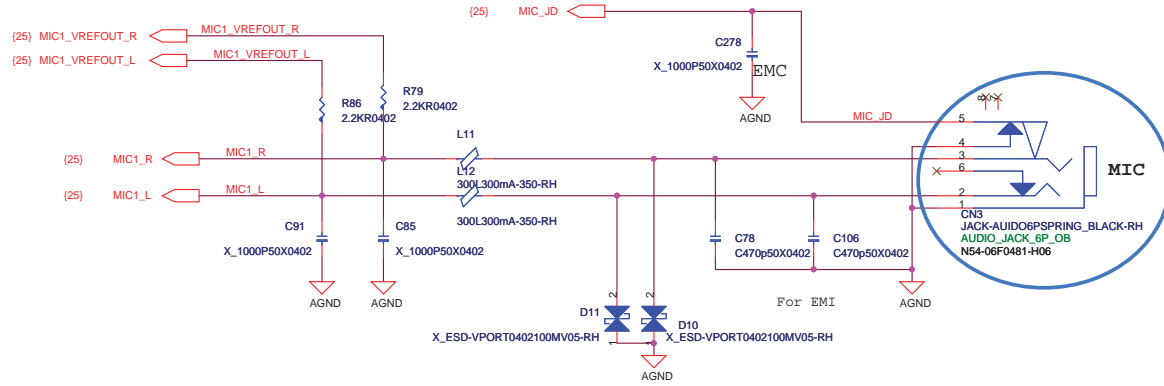 {25} MIC_JD
C278
X_1000P50X0402
EMC
AGND
{25} MIC1_VREFOUT_R
MIC1_VREFOUT_R
{25} MIC1_VREFOUT_L
MIC1_VREFOUT_L
R86
2.2KR0402
R79
2.2KR0402
MIC_JD
{25} MIC1_R
MIC1_R
L11
L12
300L300mA-350-RH
{25} MIC1_L
MIC1_L
300L300mA-350-RH
8
7
5
4
3
6
2
1
MIC
CN3
JACK-AUIDO6PSPRING_BLACK-RH
AUDIO_JACK_6P_OB
N54-06F0481-H06
C91
X_1000P50X0402
C85
X_1000P50X0402
C78
C470p50X0402
C106
C470p50X0402
AGND
AGND
AGND
For EMI
2
2
D11
X_ESD-VPORT0402100MV05-RH
D10
X_ESD-VPORT0402100MV05-RH
1
1
AGND